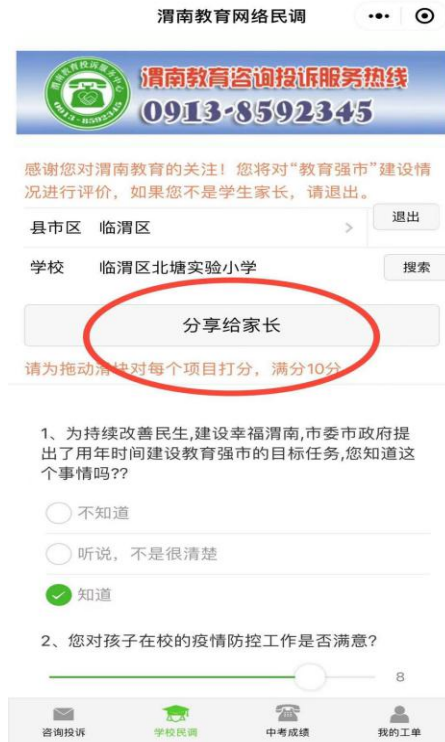 渭南教育网络民调
渭南教育咨询投诉服务热线
0913-8592345
感谢您对渭南教育的关注！您将对“教育强市”建设情
况进行评价，如果您不是学生家长，请退出。
县市区 临渭区 > 退出
学校 临渭区北塘实验小学 搜索
分享给家长
请为拖动滑块对每个项目打分，满分10分
1、为持续改善民生,建设幸福渭南,市委市政府提
出了用年时间建设教育强市的目标任务,您知道这
个事情吗??
不知道
听说，不是很清楚
知道
2、您对孩子在校的疫情防控工作是否满意?
8
咨询投诉 学校民调 中考成绩 我的工单